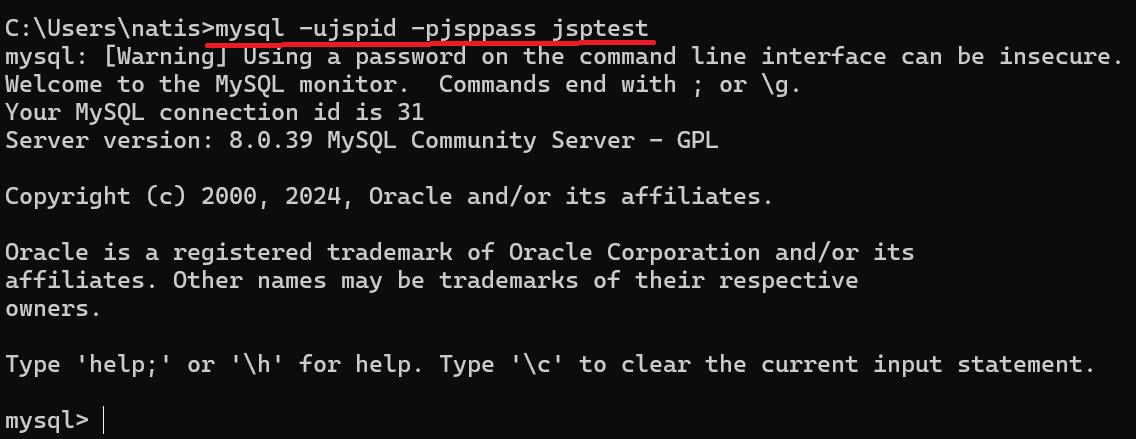 C:\Users\natis>mysql -ujspid -pjsppass jsptest
mysql: [Warning] Using a password on the command line interface can be insecure.
Welcome to the MySQL monitor.  Commands end with ; or \g.
Your MySQL connection id is 31
Server version: 8.0.39 MySQL Community Server - GPL

Copyright (c) 2000, 2024, Oracle and/or its affiliates.

Oracle is a registered trademark of Oracle Corporation and/or its
affiliates. Other names may be trademarks of their respective
owners.

Type 'help;' or '\h' for help. Type '\c' to clear the current input statement.

mysql>